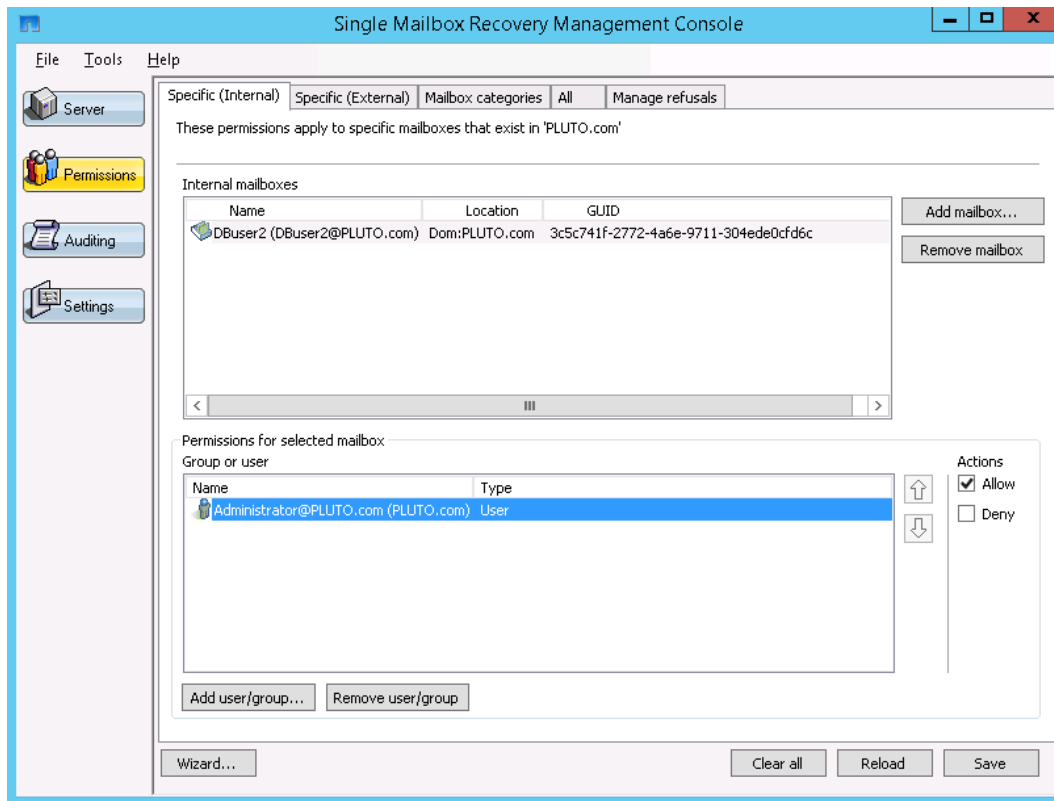 Single Mailbox Recovery Management Console
File Tools Help
Server
Permissions
Auditing
Settings
Specific (Internal) Specific (External) Mailbox categories All Manage refusals
These permissions apply to specific mailboxes that exist in 'PLUTO.com'
Internal mailboxes
Name Location GUID
DBuser2 (DBuser2@PLUTO.com) Dom:PLUTO.com 3c5c741f-2772-4a6e-9711-304ede0cfd6c
Add mailbox...
Remove mailbox
Permissions for selected mailbox
Group or user
Name Type
Administrator@PLUTO.com (PLUTO.com) User
Actions
Allow
Deny
Add user/group... Remove user/group
Wizard... Clear all Reload Save